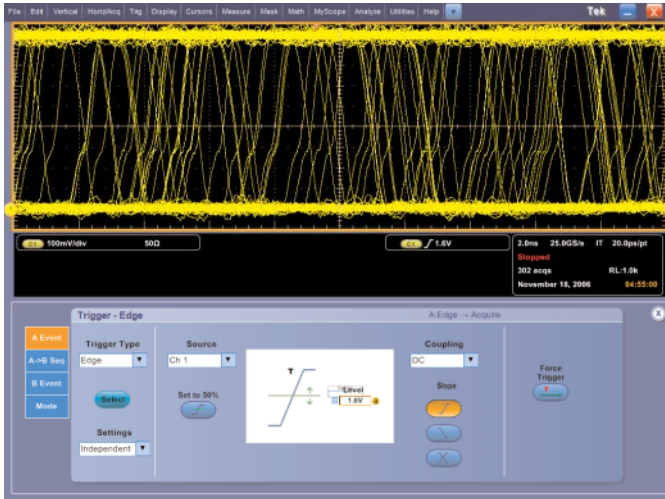 File Edit Vertical Horiz/Acq Trig Display Cursors Measure Mask Math MyScope Analyze Utilities Help Tek X
C1 100mV/div 50Ω
C1 1.6V
2.0ns 25.0GS/s IT 20.0ps/pt
Stopped
302 acqs RL:1.0k
November 18, 2006 04:55:00
Trigger - Edge A:Edge → Acquire X
A Event
A->B Seq
B Event
Mode
Trigger Type
Edge
Select
Settings
Independent
Source
Ch 1
Set to 50%
T
Level
1.6V
Coupling
DC
Slope
Force
Trigger